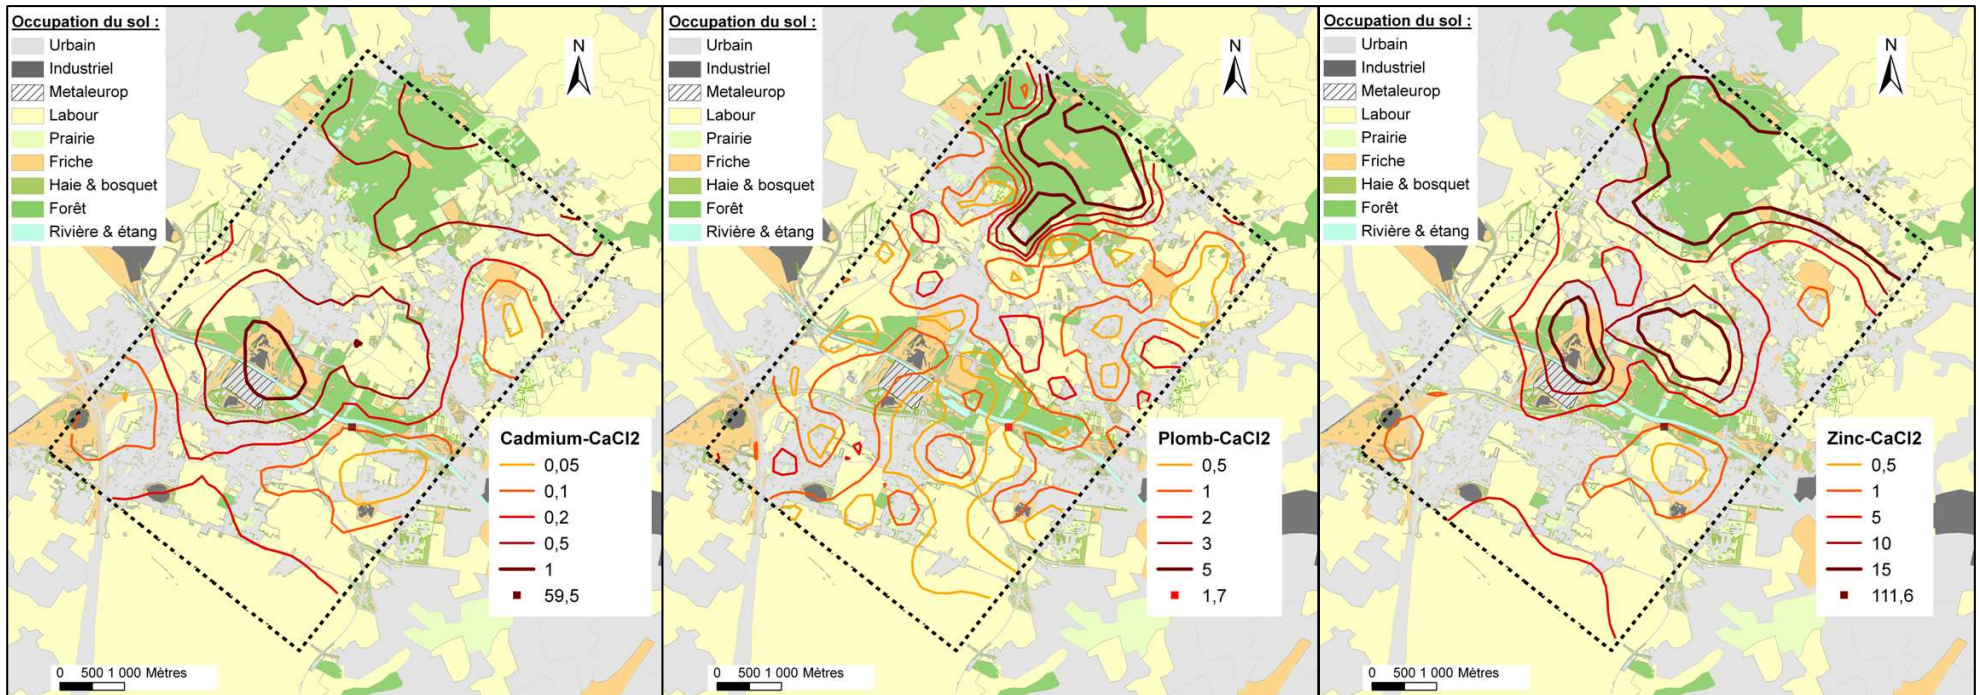 Occupation du sol :
Urbain
Industriel
Metaleurop
Labour
Prairie
Friche
Haie & bosquet
Forêt
Rivière & étang
N
Cadmium-CaCl2
0,05
0,1
0,2
0,5
1
59,5
0 500 1 000 Mètres
Occupation du sol :
Urbain
Industriel
Metaleurop
Labour
Prairie
Friche
Haie & bosquet
Forêt
Rivière & étang
N
Plomb-CaCl2
0,5
1
2
3
5
1,7
0 500 1 000 Mètres
Occupation du sol :
Urbain
Industriel
Metaleurop
Labour
Prairie
Friche
Haie & bosquet
Forêt
Rivière & étang
N
Zinc-CaCl2
0,5
1
5
10
15
111,6
0 500 1 000 Mètres